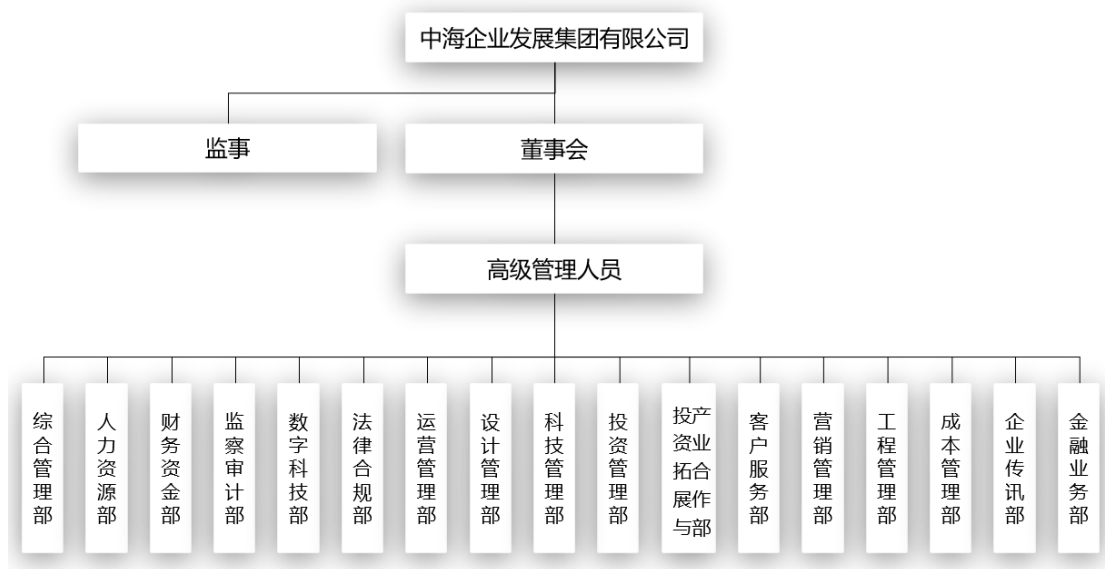 中海企业发展集团有限公司
监事
董事会
高级管理人员
综合管理部
人力资源部
财务资金部
监察审计部
数字科技部
法律合规部
运营管理部
设计管理部
科技管理部
投资管理部
投资拓展与
产业合作部
客户服务部
营销管理部
工程管理部
成本管理部
企业传讯部
金融业务部